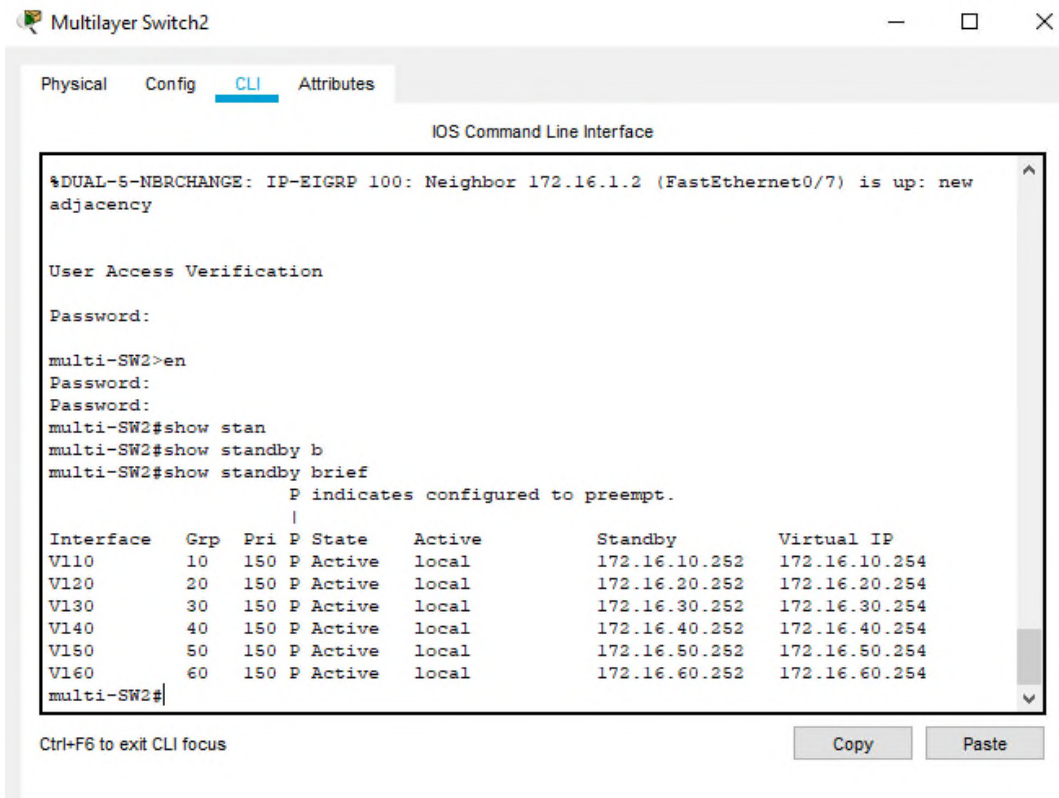 Multilayer Switch2
Physical Config CLI Attributes
IOS Command Line Interface
%DUAL-5-NBRCHANGE: IP-EIGRP 100: Neighbor 172.16.1.2 (FastEthernet0/7) is up: new
adjacency
User Access Verification
Password:
multi-SW2>en
Password:
Password:
multi-SW2#show stan
multi-SW2#show standby b
multi-SW2#show standby brief
P indicates configured to preempt.
|
Interface Grp Pri P State Active Standby Virtual IP
Vl10 10 150 P Active local 172.16.10.252 172.16.10.254
Vl20 20 150 P Active local 172.16.20.252 172.16.20.254
Vl30 30 150 P Active local 172.16.30.252 172.16.30.254
Vl40 40 150 P Active local 172.16.40.252 172.16.40.254
Vl50 50 150 P Active local 172.16.50.252 172.16.50.254
Vl60 60 150 P Active local 172.16.60.252 172.16.60.254
multi-SW2#
Ctrl+F6 to exit CLI focus Copy Paste